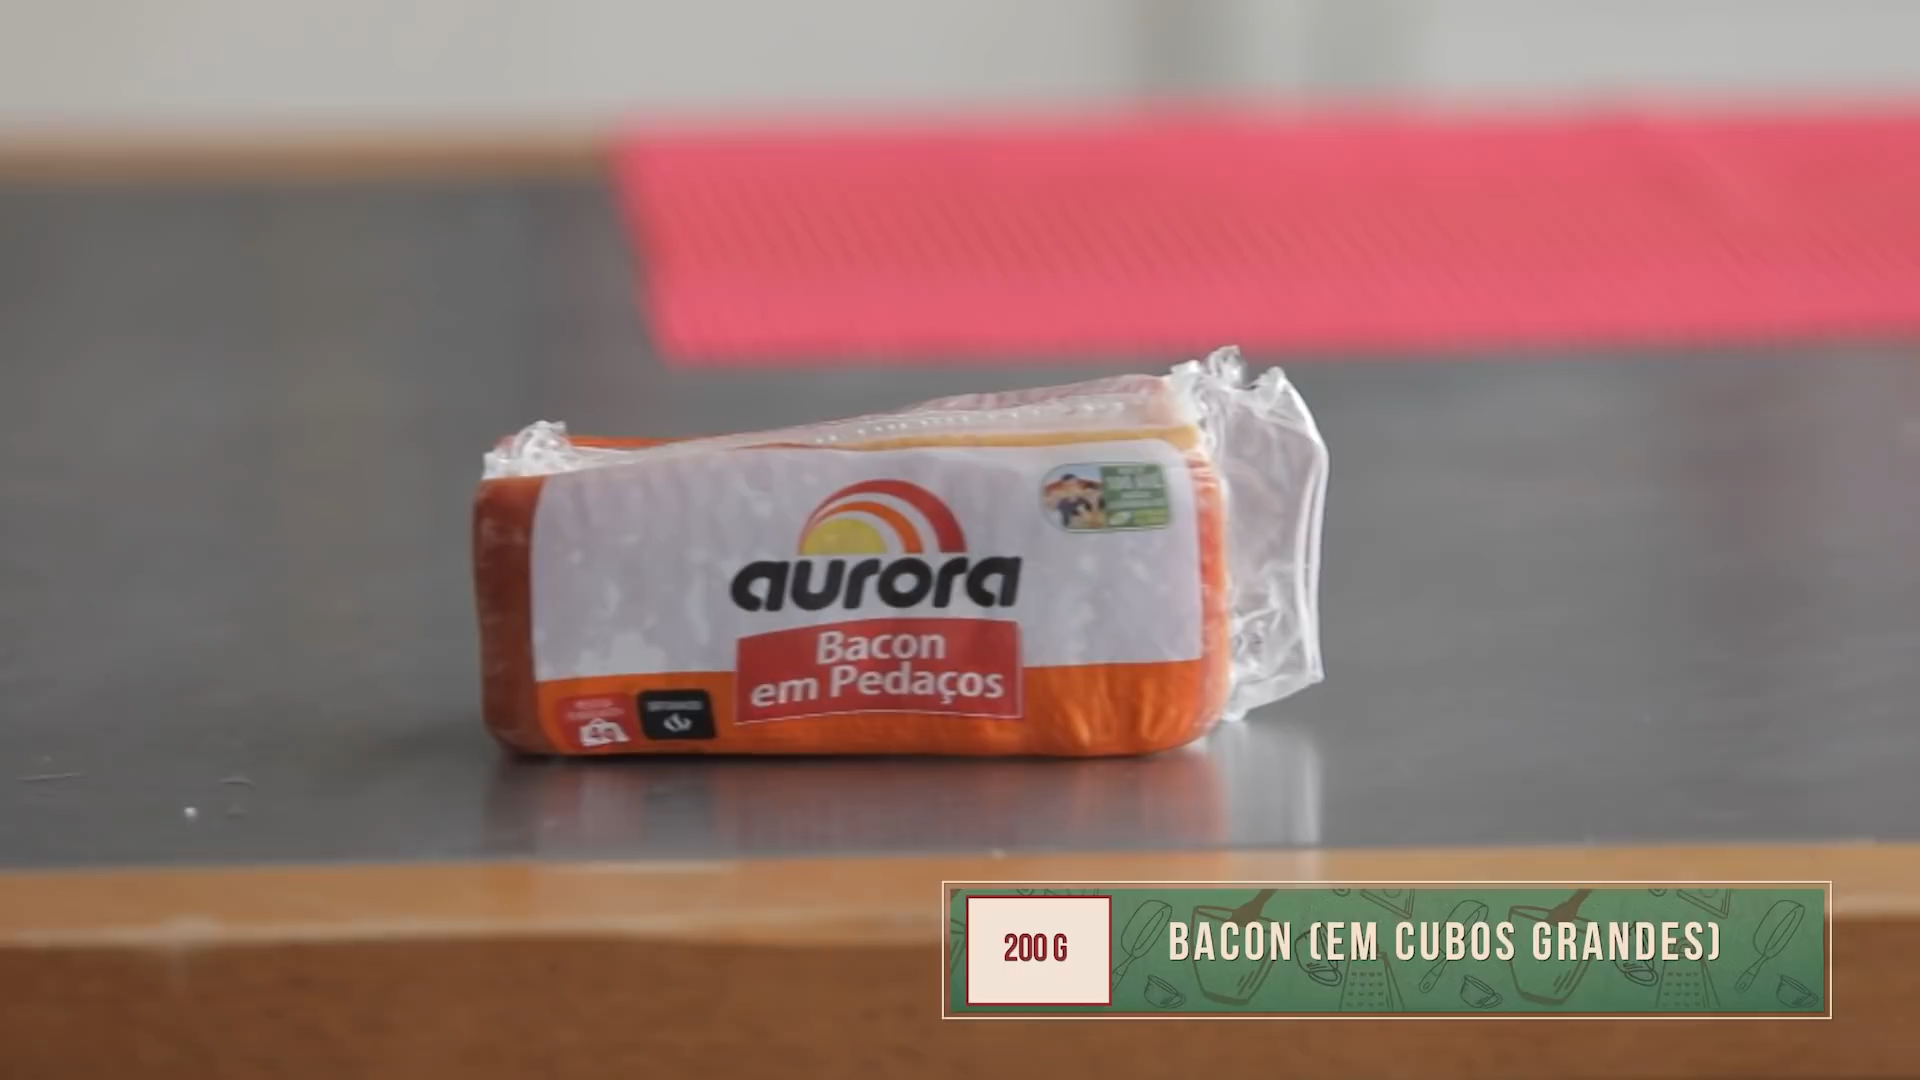 aurora
Bacon
em Pedaços
200 G
BACON (EM CUBOS GRANDES)